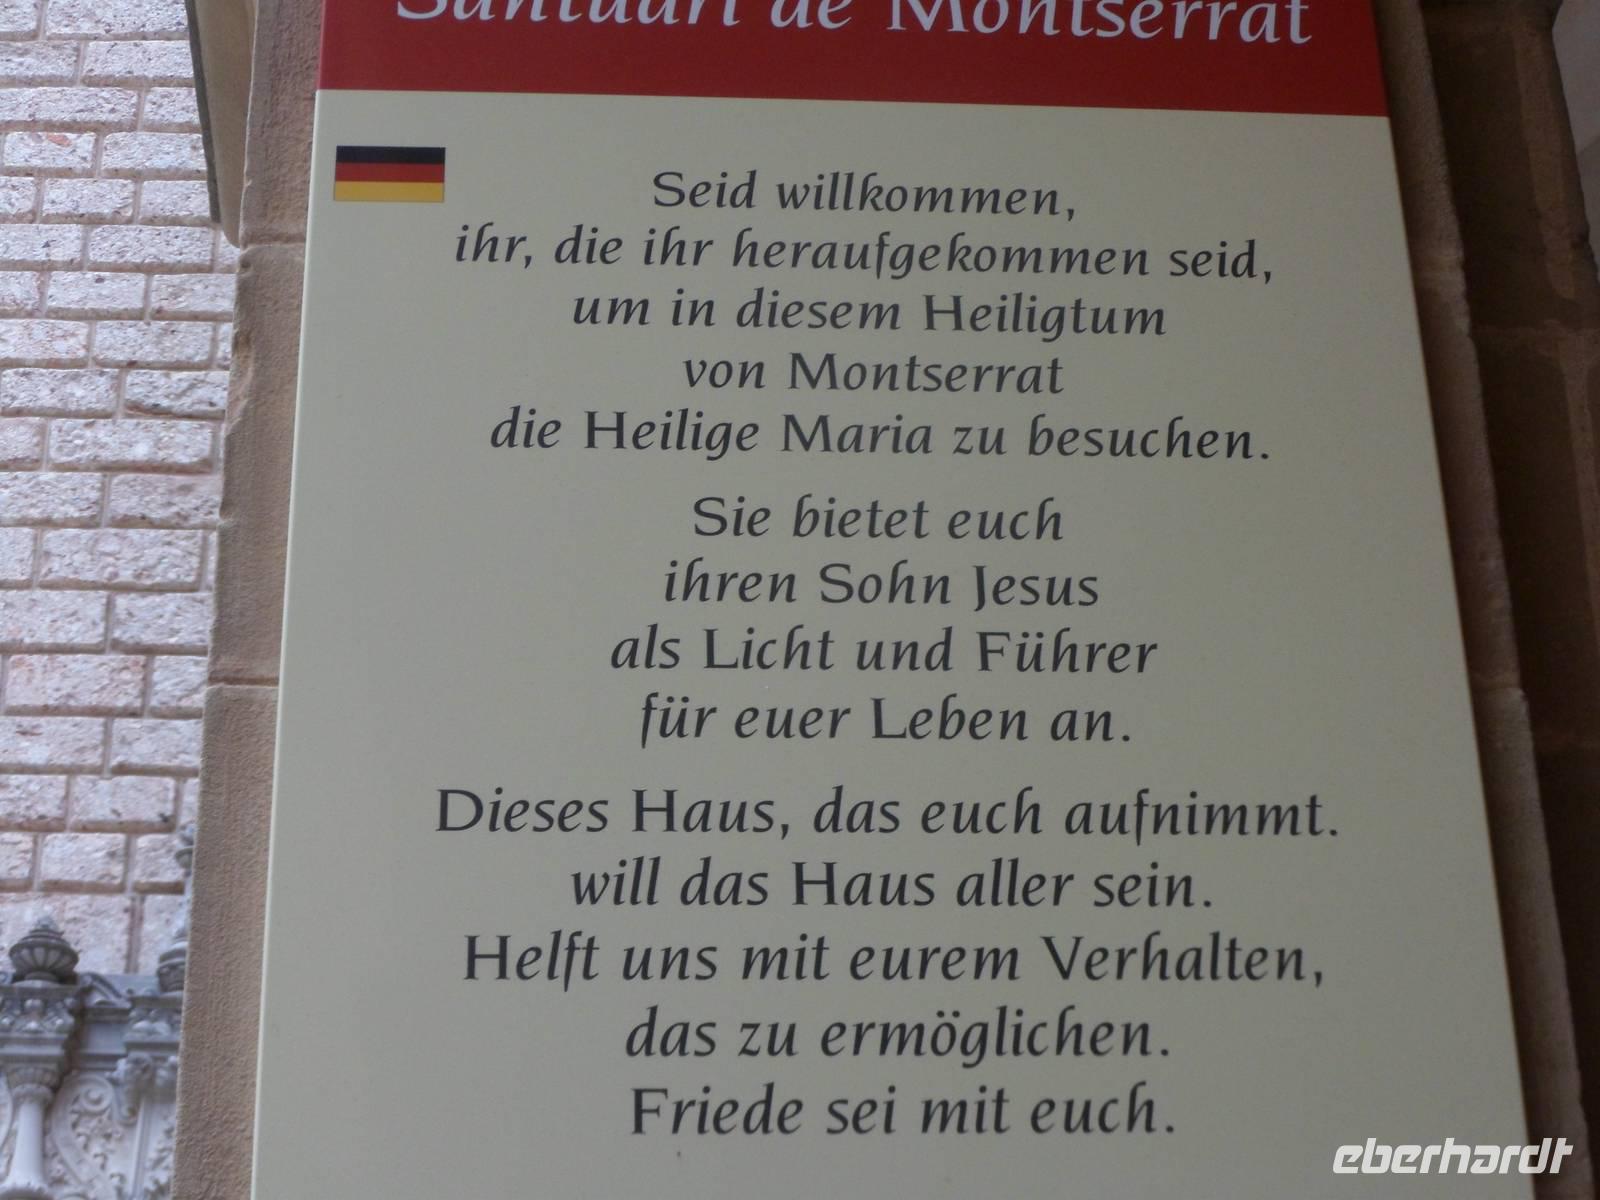 Santuari de Montserrat
Seid willkommen,
ihr, die ihr heraufgekommen seid,
um in diesem Heiligtum
von Montserrat
die Heilige Maria zu besuchen.
Sie bietet euch
ihren Sohn Jesus
als Licht und Führer
für euer Leben an.
Dieses Haus, das euch aufnimmt.
will das Haus aller sein.
Helft uns mit eurem Verhalten,
das zu ermöglichen.
Friede sei mit euch.
eberhardt